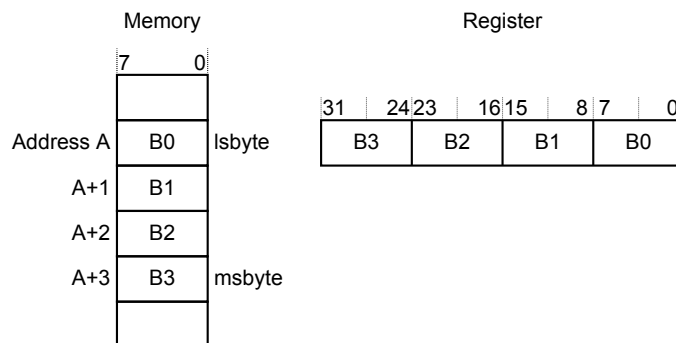 Memory
Register
7 0
31 24 23 16 15 8 7 0
Address A B0 lsbyte
B3 B2 B1 B0
A+1 B1
A+2 B2
A+3 B3 msbyte